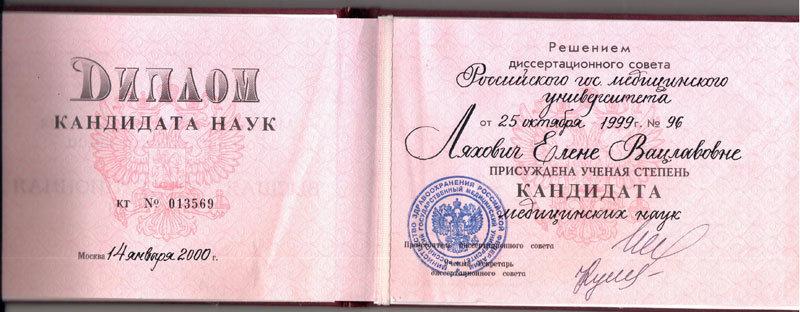 ДИПЛОМ
КАНДИДАТА НАУК
КТ № 013569
Москва 14 января 2000 г.
Решением
диссертационного совета
Российского гос. медицинского
университета
от 25 октября 1999 г. № 96
Ляхович Елене Вацлавовне
ПРИСУЖДЕНА УЧЕНАЯ СТЕПЕНЬ
КАНДИДАТА
медицинских наук
Председатель диссертационного совета
Ученый секретарь
диссертационного совета